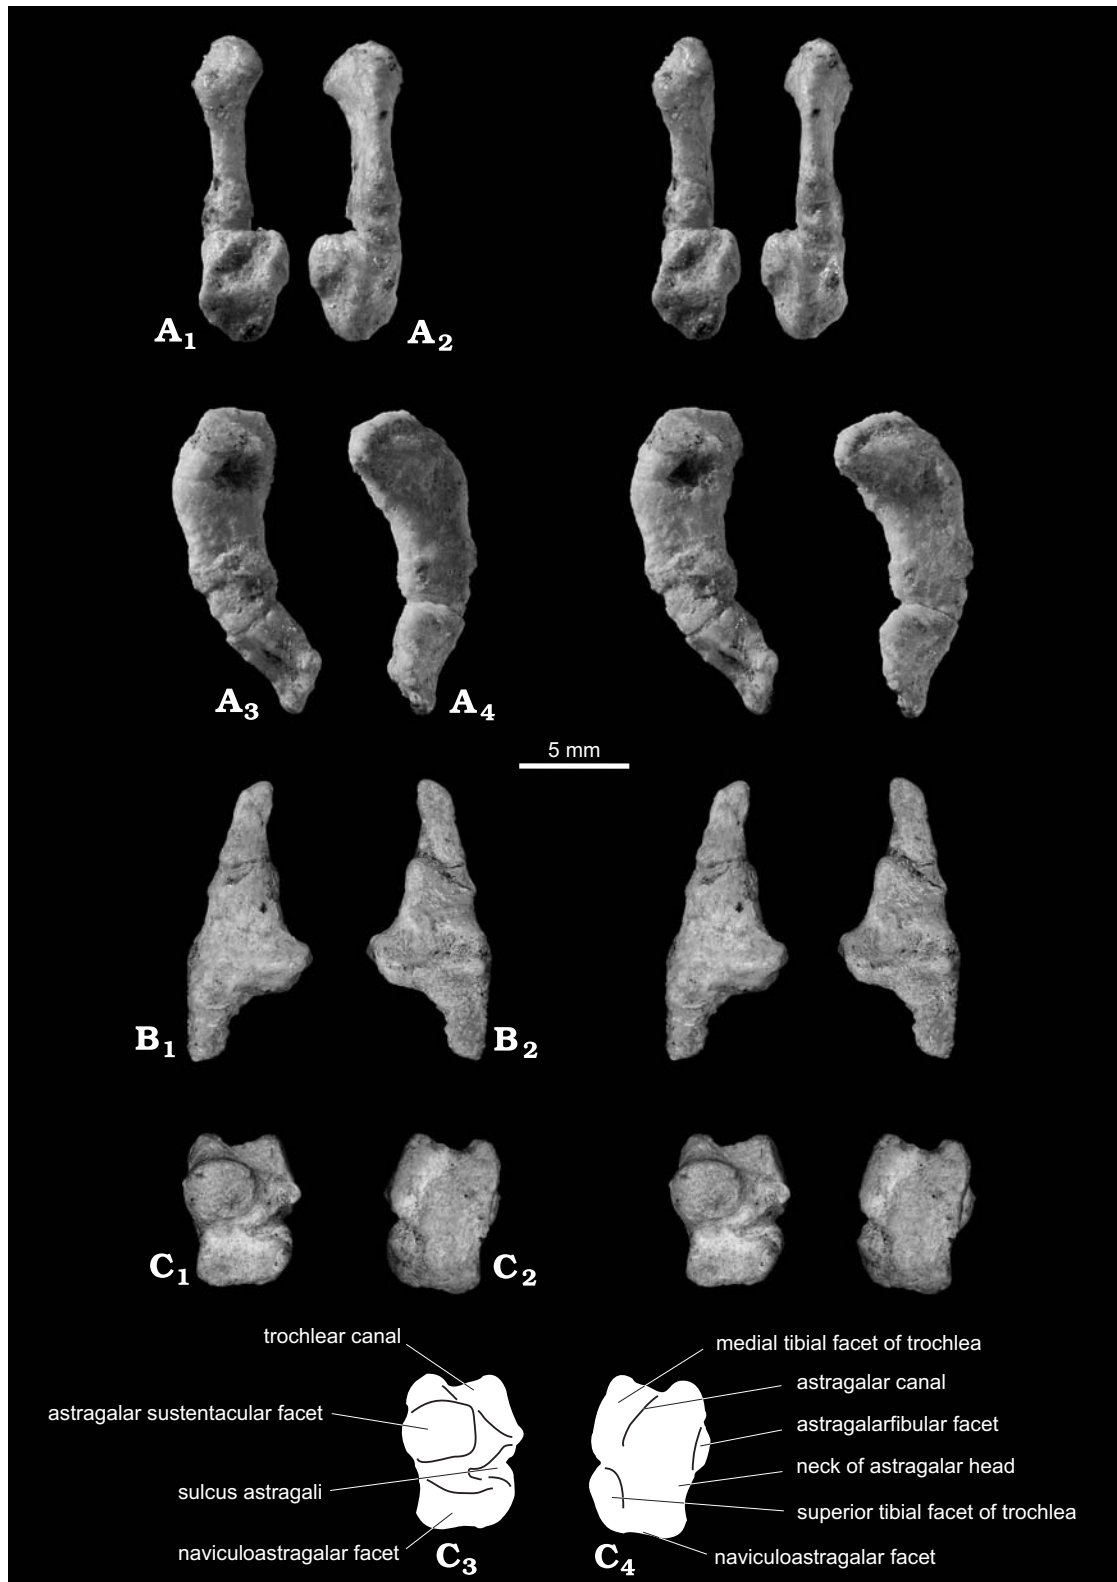 A1
A2
A3
A4
5 mm
B1
B2
C1
C2
trochlear canal
astragalar sustentacular facet
sulcus astragali
naviculoastragalar facet
C3
medial tibial facet of trochlea
astragalar canal
astragalarfibular facet
neck of astragalar head
superior tibial facet of trochlea
naviculoastragalar facet
C4